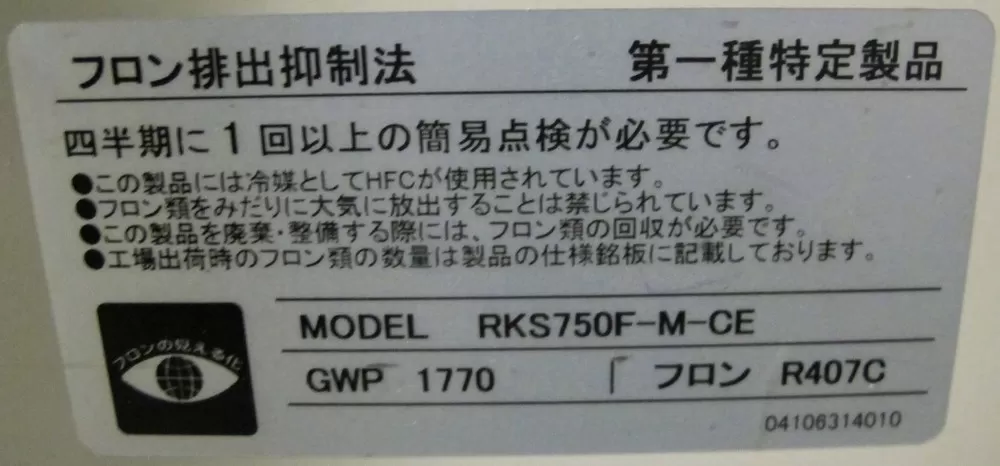 フロン排出抑制法 第一種特定製品
四半期に1回以上の簡易点検が必要です。
●この製品には冷媒としてHFCが使用されています。
●フロン類をみだりに大気に放出することは禁じられています。
●この製品を廃棄・整備する際には、フロン類の回収が必要です。
●工場出荷時のフロン類の数量は製品の仕様銘板に記載しております。
フロンの見える化
MODEL RKS750F-M-CE
GWP 1770 フロン R407C
04106314010